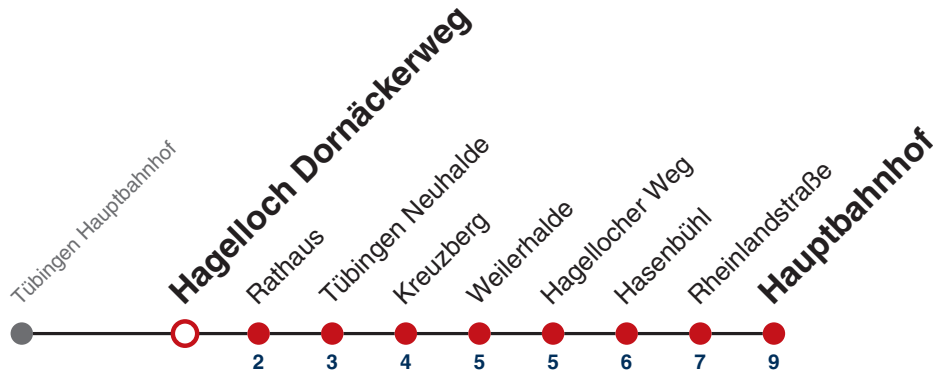 Tübingen Hauptbahnhof
Hagelloch Dornäckerweg
Rathaus
Tübingen Neuhalde
Kreuzberg
Weilerhalde
Hagellocher Weg
Hasenbühl
Rheinlandstraße
Hauptbahnhof
2 3 4 5 5 6 7 9